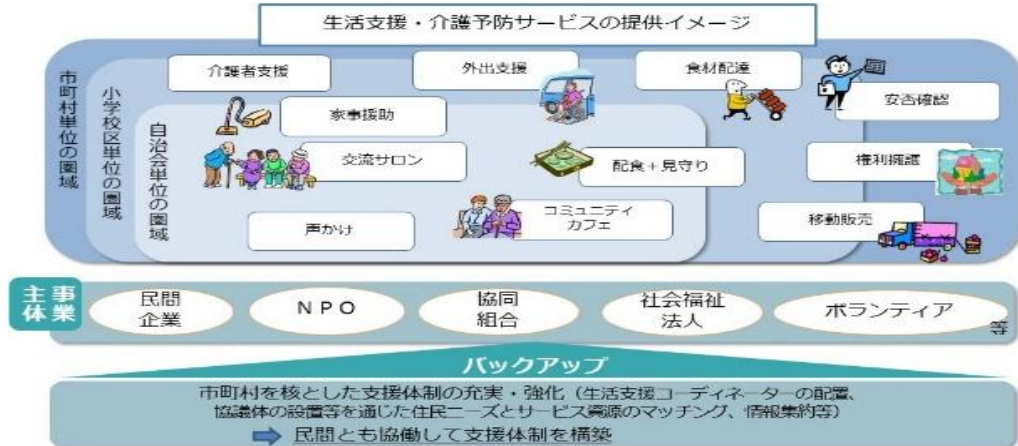 生活支援・介護予防サービスの提供イメージ
市町村単位の圏域
小学校区単位の圏域
自治会単位の圏域
介護者支援
外出支援
食材配達
安否確認
家事援助
交流サロン
配食＋見守り
権利擁護
声かけ
コミュニティ
カフェ
移動販売
事業
主体
民間
企業
ＮＰＯ
協同
組合
社会福祉
法人
ボランティア
等
バックアップ
市町村を核とした支援体制の充実・強化（生活支援コーディネーターの配置、
協議体の設置等を通じた住民ニーズとサービス資源のマッチング、情報集約等）
民間とも協働して支援体制を構築